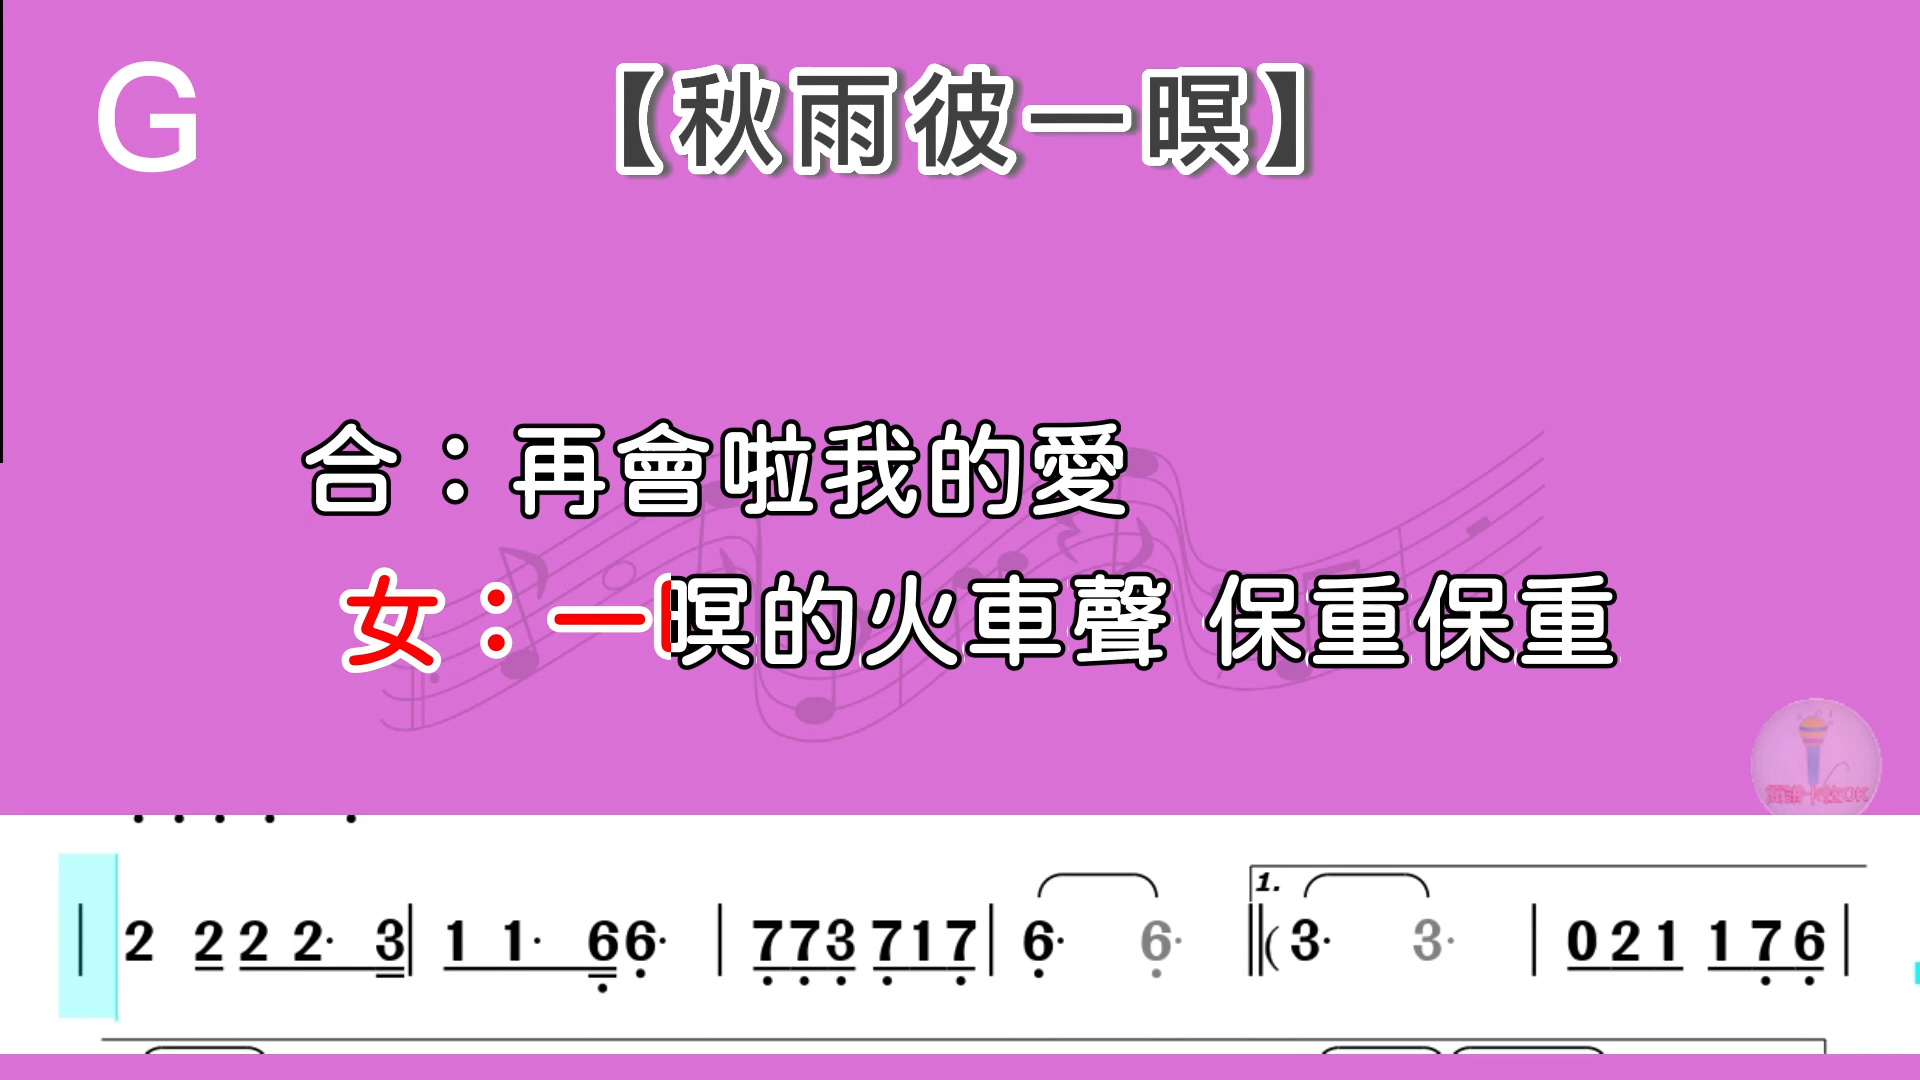 G
【秋雨彼一暝】
合：再會啦我的愛
女：一暝的火車聲 保重保重
| 2 2 2 2· 3 | 1 1· 6 6· | 7 7 3 7 1 7 | 6· 6· ‖ 1. ( 3· 3· | 0 2 1 1 7 6 |